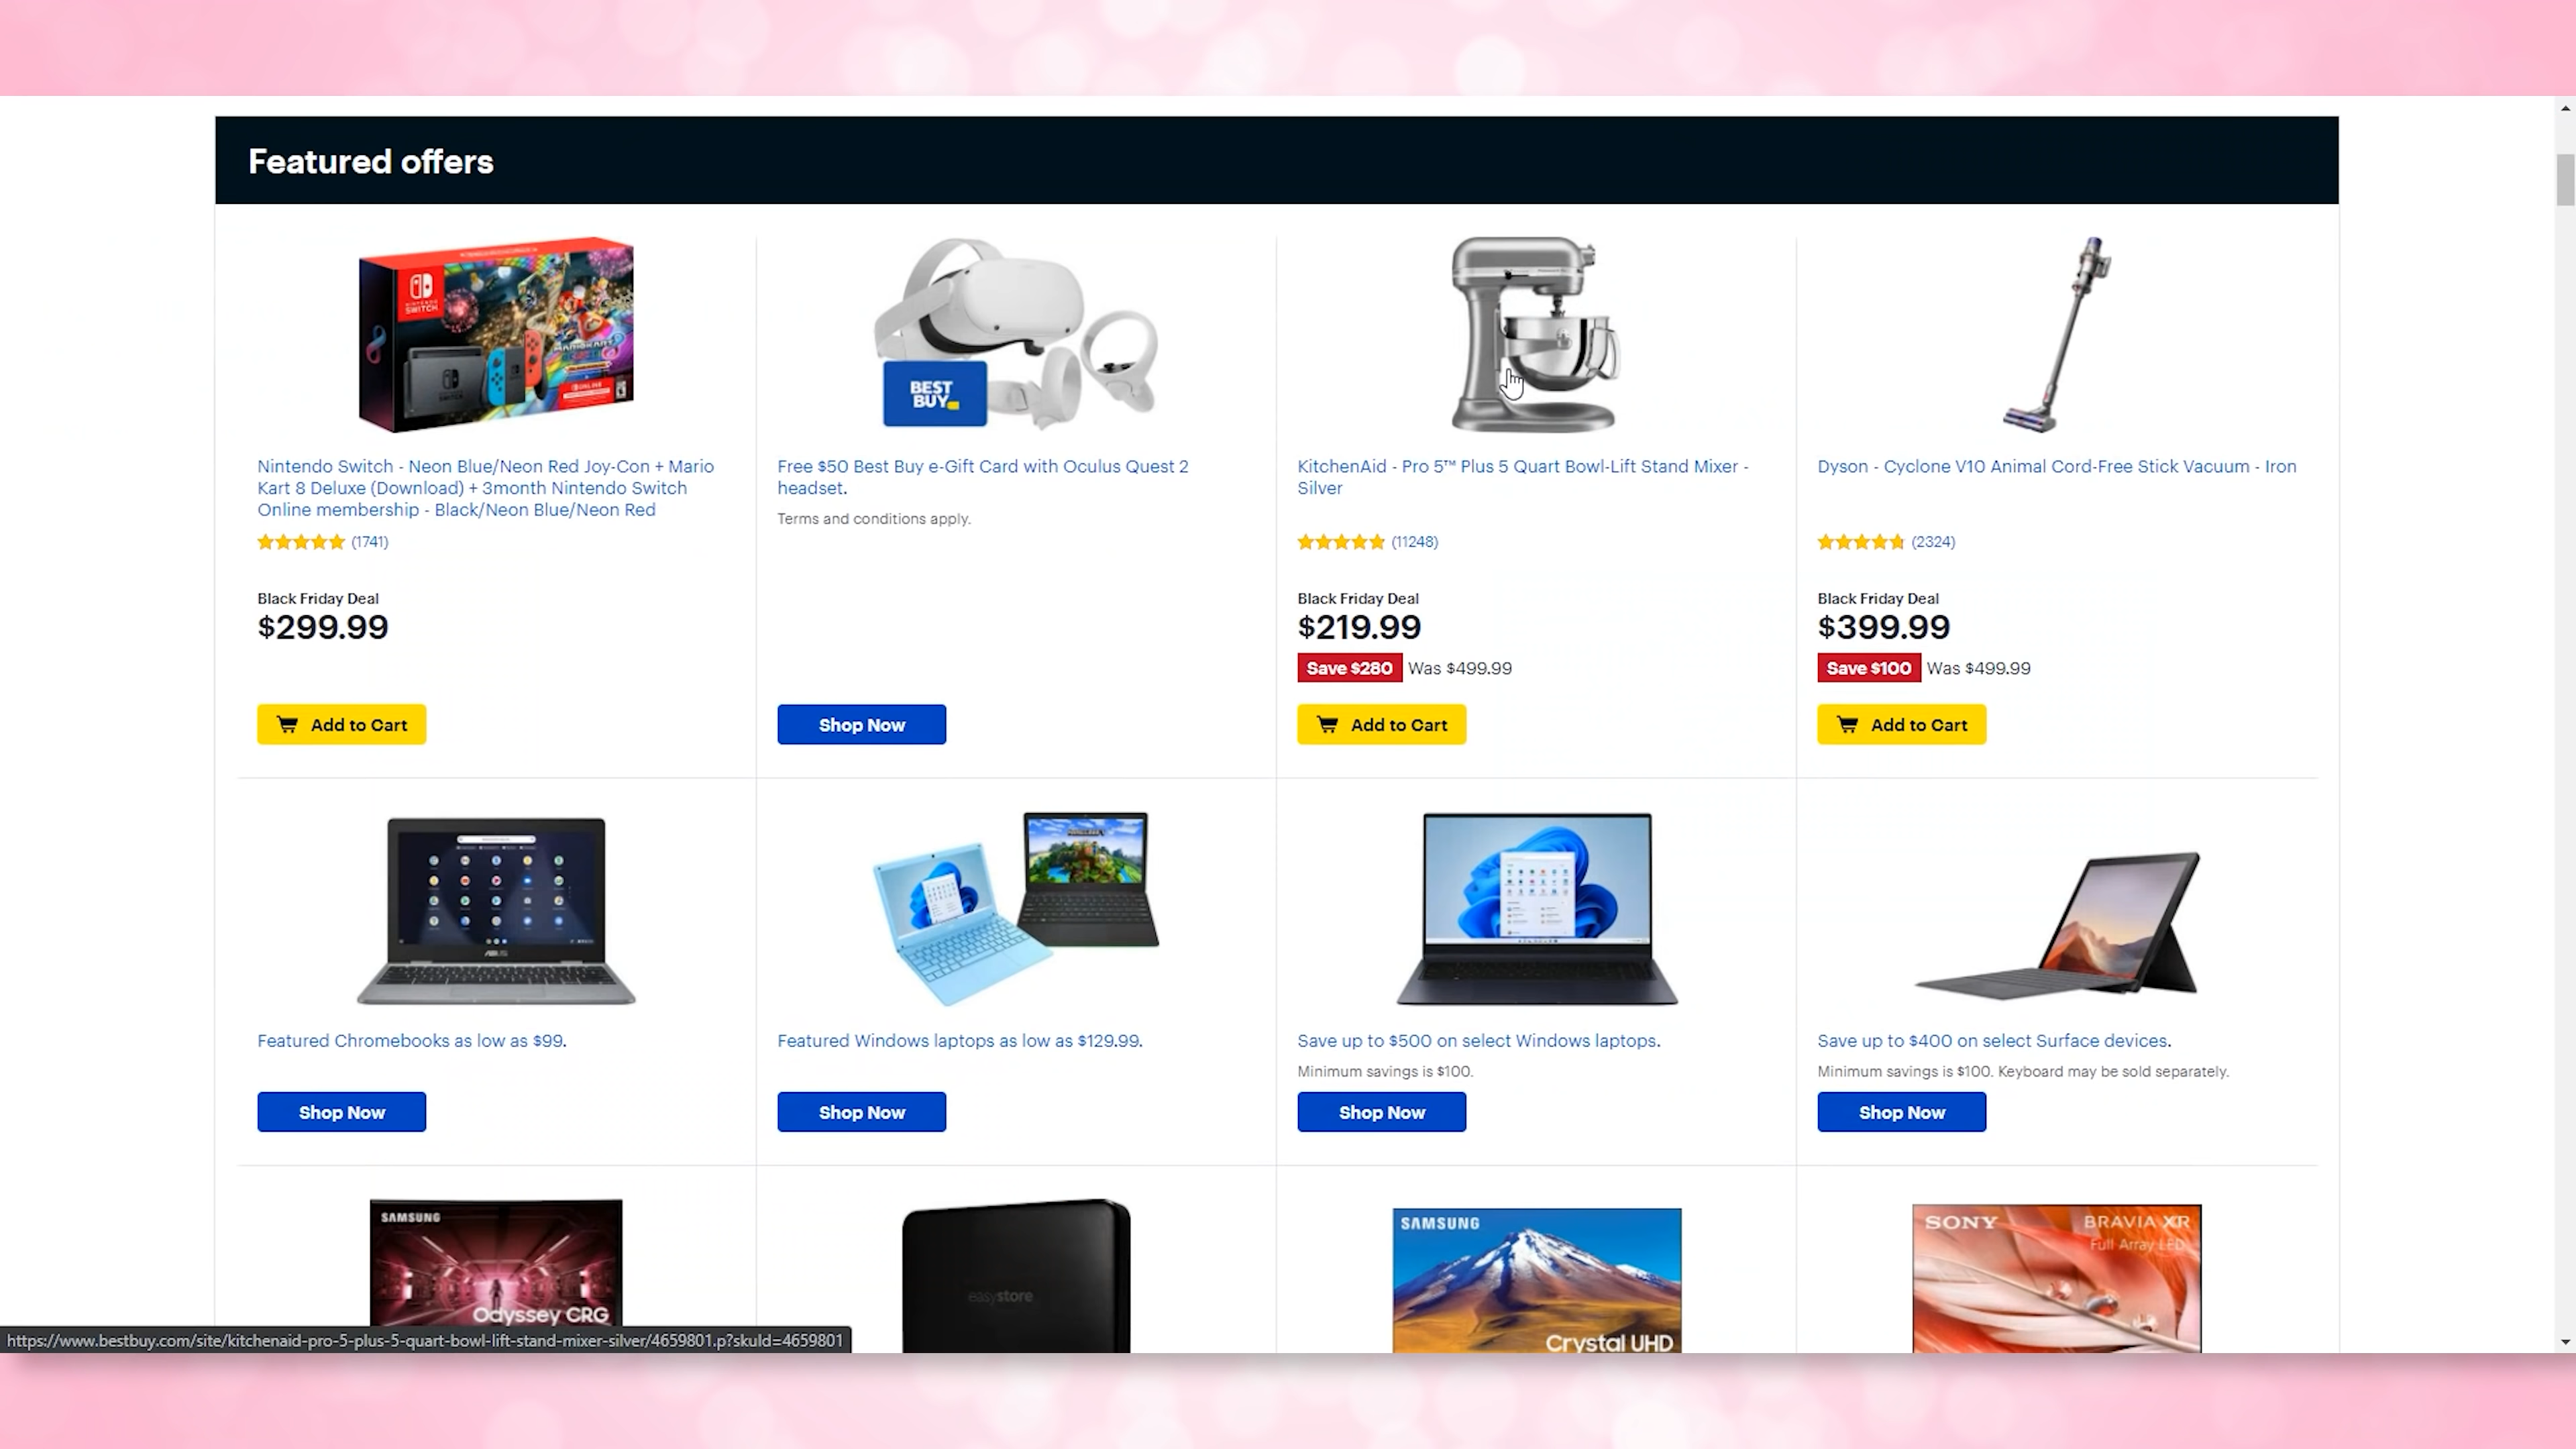 Featured offers
NINTENDO
SWITCH
BEST
BUY
Nintendo Switch - Neon Blue/Neon Red Joy-Con + Mario
Kart 8 Deluxe (Download) + 3month Nintendo Switch
Online membership - Black/Neon Blue/Neon Red
(1741)
Black Friday Deal
$299.99
Add to Cart
Free $50 Best Buy e-Gift Card with Oculus Quest 2
headset.
Terms and conditions apply.
Shop Now
KitchenAid - Pro 5™ Plus 5 Quart Bowl-Lift Stand Mixer -
Silver
(11248)
Black Friday Deal
$219.99
Save $280 Was $499.99
Add to Cart
Dyson - Cyclone V10 Animal Cord-Free Stick Vacuum - Iron
(2324)
Black Friday Deal
$399.99
Save $100 Was $499.99
Add to Cart
ASUS
Featured Chromebooks as low as $99.
Shop Now
Featured Windows laptops as low as $129.99.
Shop Now
Save up to $500 on select Windows laptops.
Minimum savings is $100.
Shop Now
Save up to $400 on select Surface devices.
Minimum savings is $100. Keyboard may be sold separately.
Shop Now
SAMSUNG
Odyssey CRG
easystore
SAMSUNG
Crystal UHD
SONY
BRAVIA XR
Full Array LED
https://www.bestbuy.com/site/kitchenaid-pro-5-plus-5-quart-bowl-lift-stand-mixer-silver/4659801.p?skuId=4659801